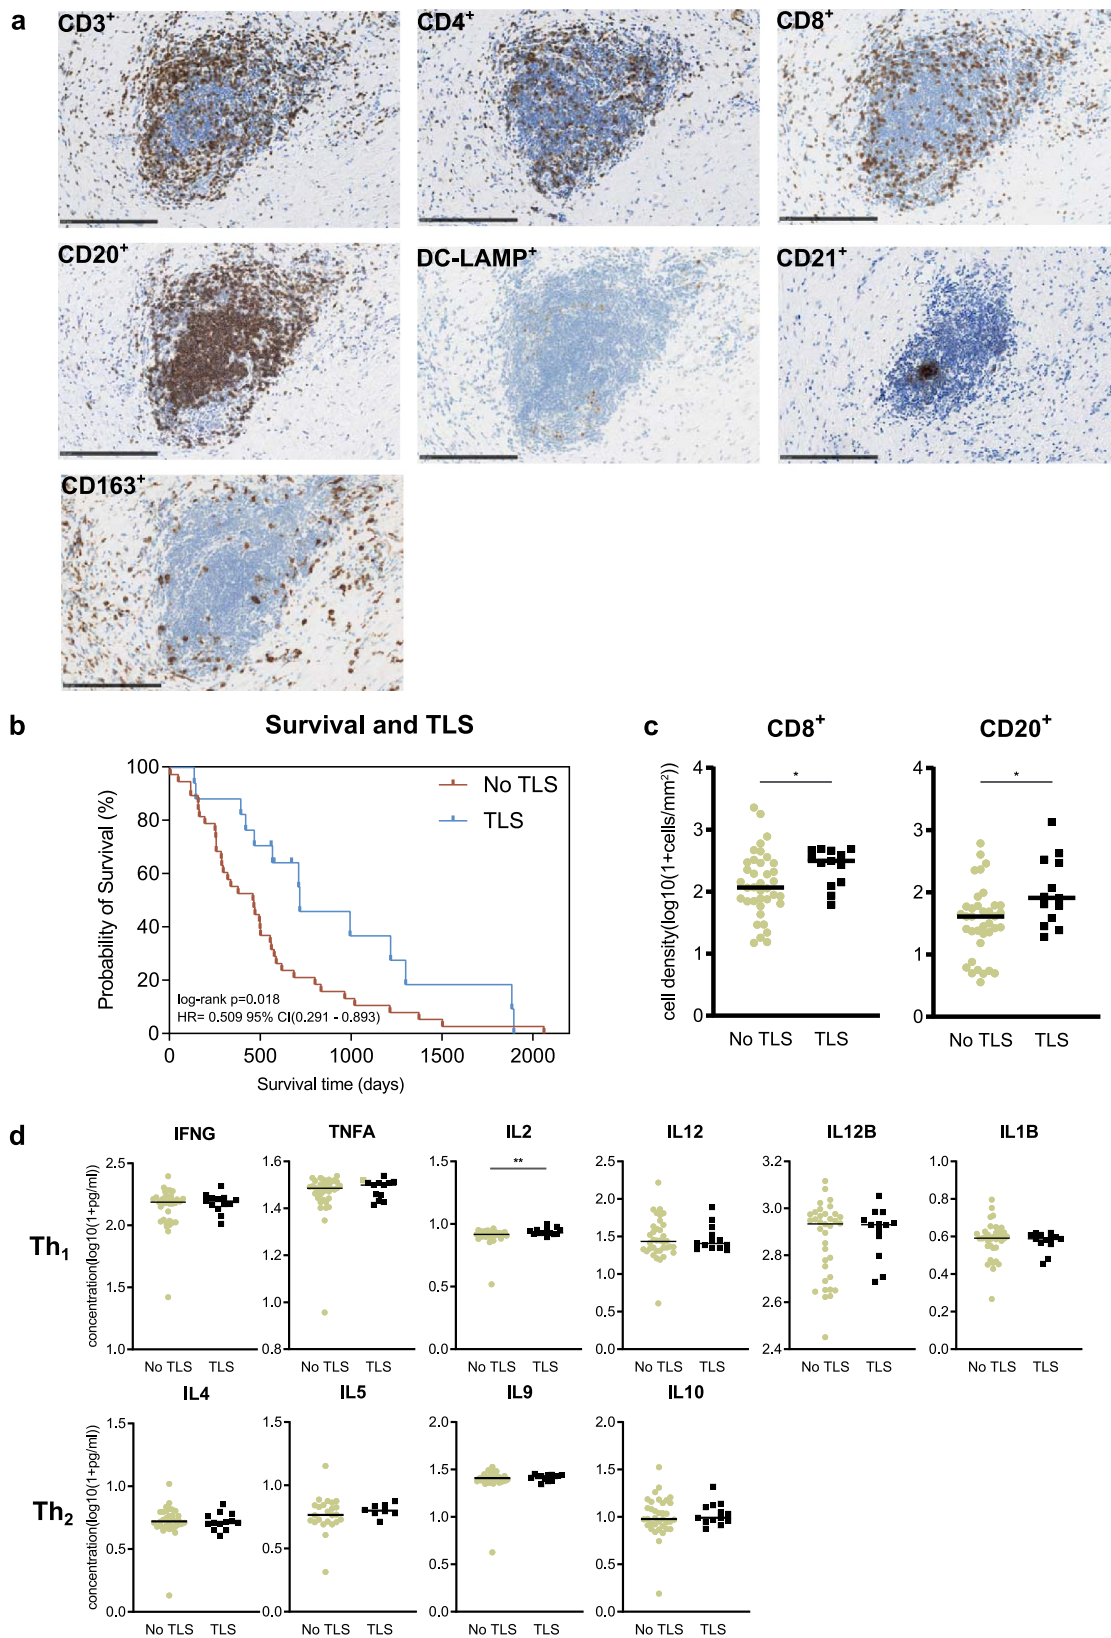 a
CD3+ CD4+ CD8+
CD20+ DC-LAMP+ CD21+
CD163+
b Survival and TLS
Probability of Survival (%)
100
80
60
40
20
0
No TLS
TLS
log-rank p=0.018
HR= 0.509 95% CI(0.291 - 0.893)
0 500 1000 1500 2000
Survival time (days)
c CD8+ CD20+
cell density(log10(1+cells/mm²))
4
3
2
1
0
*
No TLS TLS
4
3
2
1
0
*
No TLS TLS
d
Th1
concentration(log10(1+pg/ml))
IFNG
2.5
2.0
1.5
1.0
No TLS TLS
TNFA
1.6
1.4
1.2
1.0
0.8
No TLS TLS
IL2
**
1.5
1.0
0.5
0.0
No TLS TLS
IL12
2.5
2.0
1.5
1.0
0.5
0.0
No TLS TLS
IL12B
3.2
3.0
2.8
2.6
2.4
No TLS TLS
IL1B
1.0
0.8
0.6
0.4
0.2
0.0
No TLS TLS
Th2
concentration(log10(1+pg/ml))
IL4
1.5
1.0
0.5
0.0
No TLS TLS
IL5
1.5
1.0
0.5
0.0
No TLS TLS
IL9
2.0
1.5
1.0
0.5
0.0
No TLS TLS
IL10
2.0
1.5
1.0
0.5
0.0
No TLS TLS